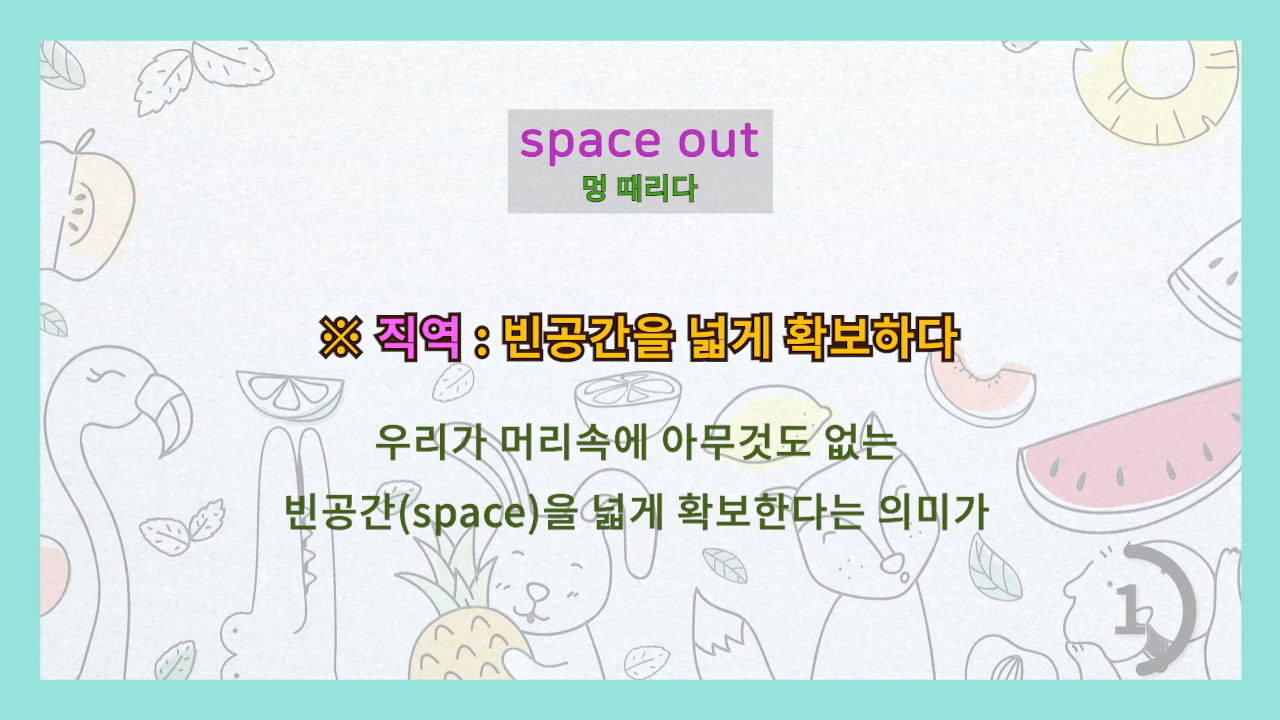 space out
멍 때리다
※ 직역 : 빈공간을 넓게 확보하다
우리가 머리속에 아무것도 없는
빈공간(space)을 넓게 확보한다는 의미가
1